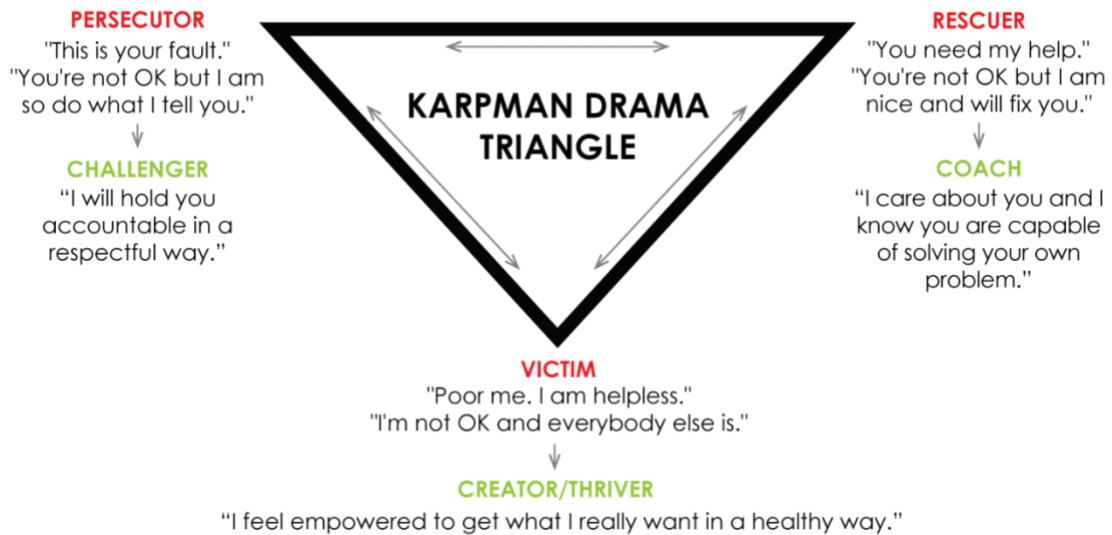 PERSECUTOR
"This is your fault."
"You're not OK but I am
so do what I tell you."
CHALLENGER
“I will hold you
accountable in a
respectful way.”
KARPMAN DRAMA
TRIANGLE
RESCUER
"You need my help."
"You're not OK but I am
nice and will fix you."
COACH
“I care about you and I
know you are capable
of solving your own
problem.”
VICTIM
"Poor me. I am helpless."
"I'm not OK and everybody else is."
CREATOR/THRIVER
“I feel empowered to get what I really want in a healthy way.”